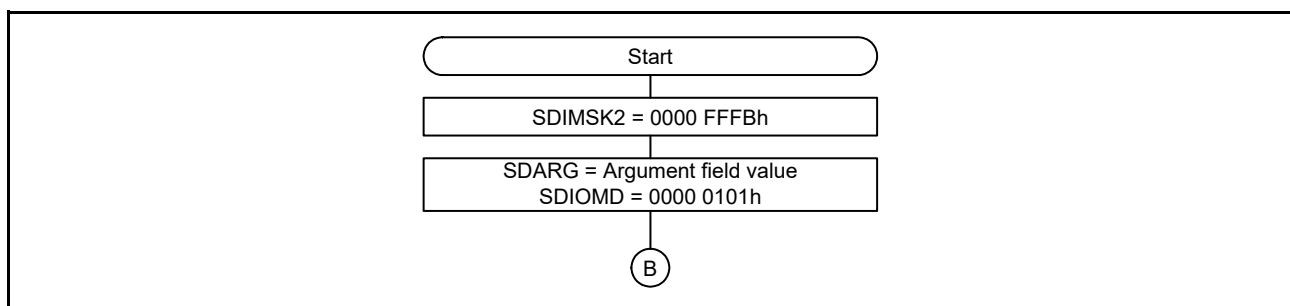 Start
SDIMSK2 = 0000 FFFBh
SDARG = Argument field value
SDIOMD = 0000 0101h
B